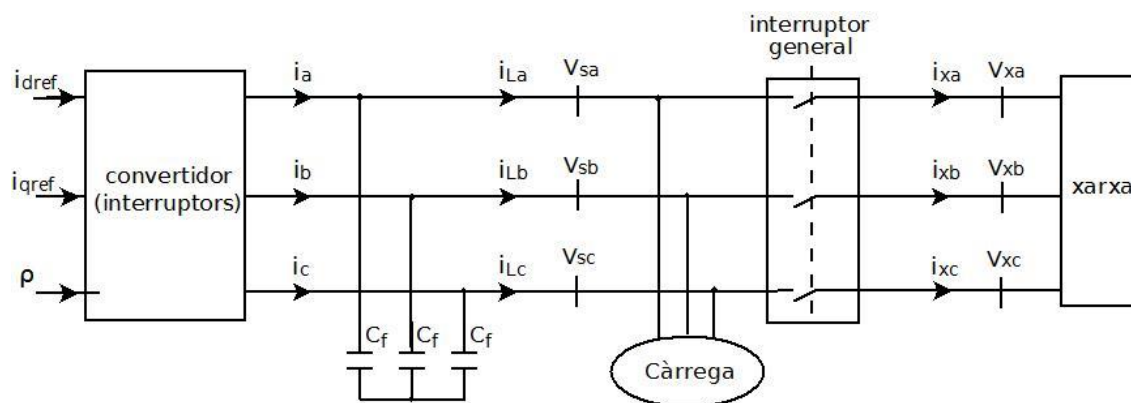 interruptor
general
idref
ia
iLa
Vsa
ixa
Vxa
iqref
convertidor
(interruptors)
ib
iLb
Vsb
ixb
Vxb
xarxa
ρ
ic
iLc
Vsc
ixc
Vxc
Cf
Cf
Cf
Càrrega